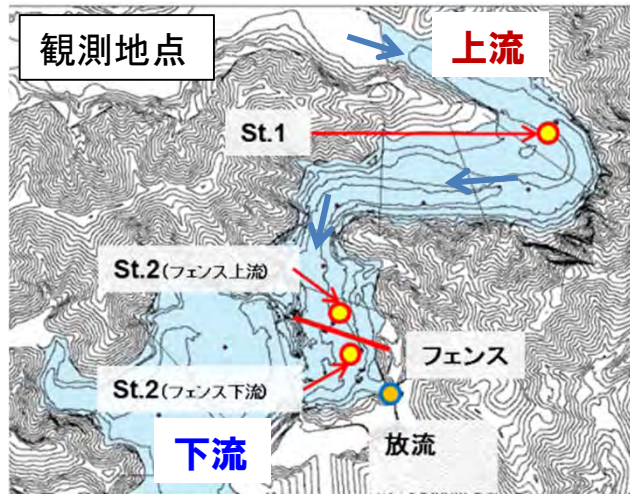 観測地点
上流
St.1
St.2(フェンス上流)
フェンス
St.2(フェンス下流)
放流
下流